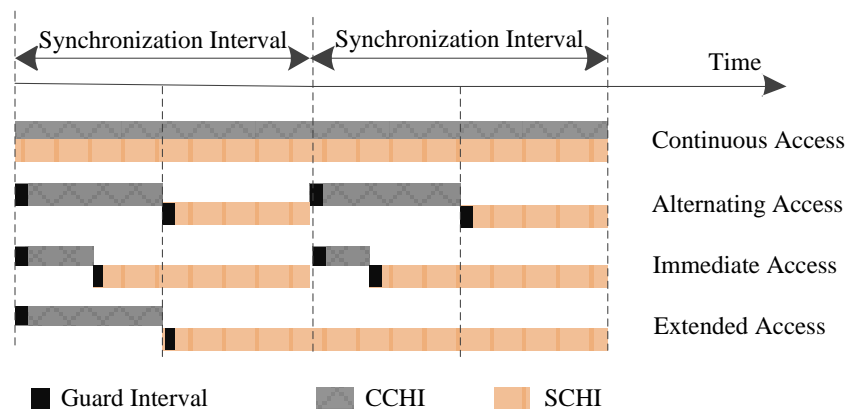 Synchronization Interval Synchronization Interval
Time
Continuous Access
Alternating Access
Immediate Access
Extended Access
Guard Interval CCHI SCHI